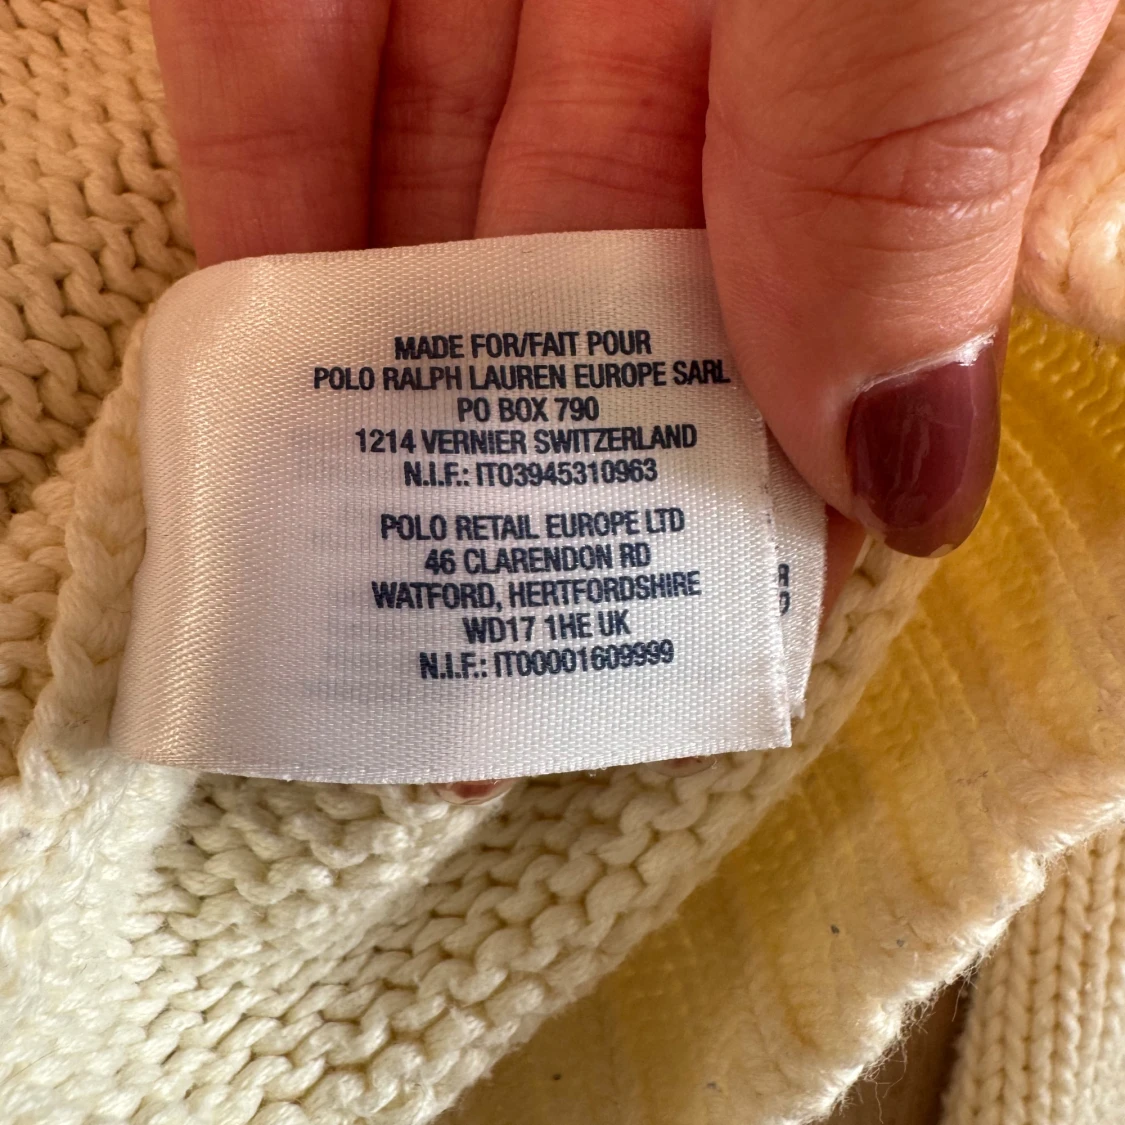 MADE FOR/FAIT POUR
POLO RALPH LAUREN EUROPE SARL
PO BOX 790
1214 VERNIER SWITZERLAND
N.I.F.: IT03945310963
POLO RETAIL EUROPE LTD
46 CLARENDON RD
WATFORD, HERTFORDSHIRE
WD17 1HE UK
N.I.F.: IT00001609999